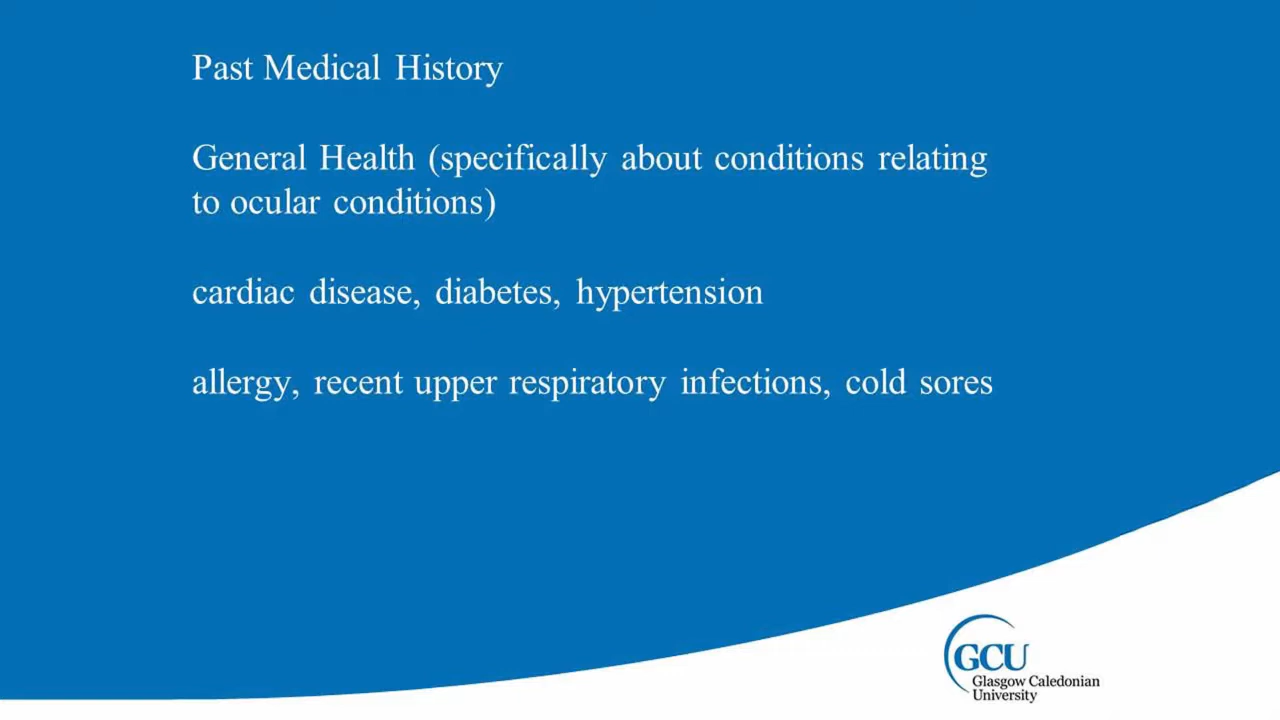 Past Medical History
General Health (specifically about conditions relating
to ocular conditions)
cardiac disease, diabetes, hypertension
allergy, recent upper respiratory infections, cold sores
GCU
Glasgow Caledonian
University